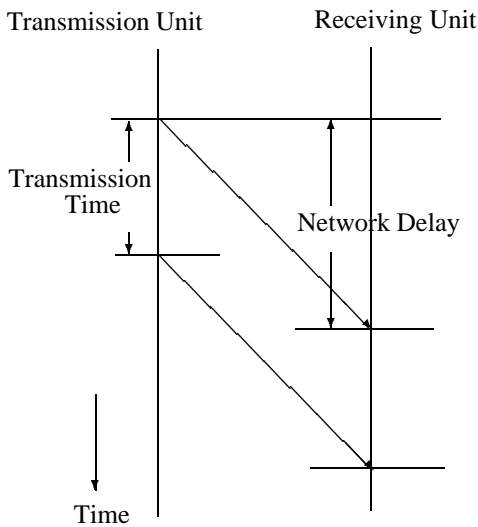 Transmission Unit
Receiving Unit
Transmission
Time
Network Delay
Time